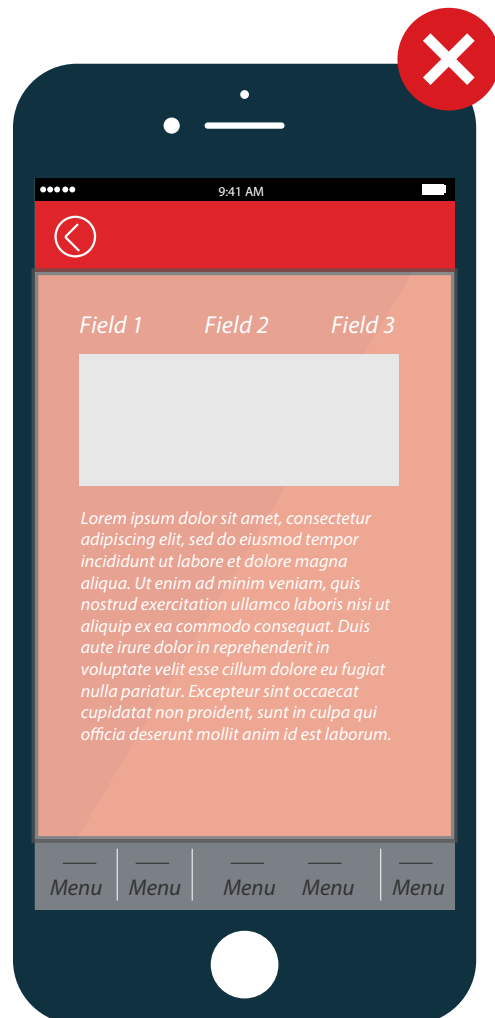 9:41 AM
Field 1 Field 2 Field 3
Lorem ipsum dolor sit amet, consectetur
adipiscing elit, sed do eiusmod tempor
incididunt ut labore et dolore magna
aliqua. Ut enim ad minim veniam, quis
nostrud exercitation ullamco laboris nisi ut
aliquip ex ea commodo consequat. Duis
aute irure dolor in reprehenderit in
voluptate velit esse cillum dolore eu fugiat
nulla pariatur. Excepteur sint occaecat
cupidatat non proident, sunt in culpa qui
officia deserunt mollit anim id est laborum.
Menu Menu Menu Menu Menu